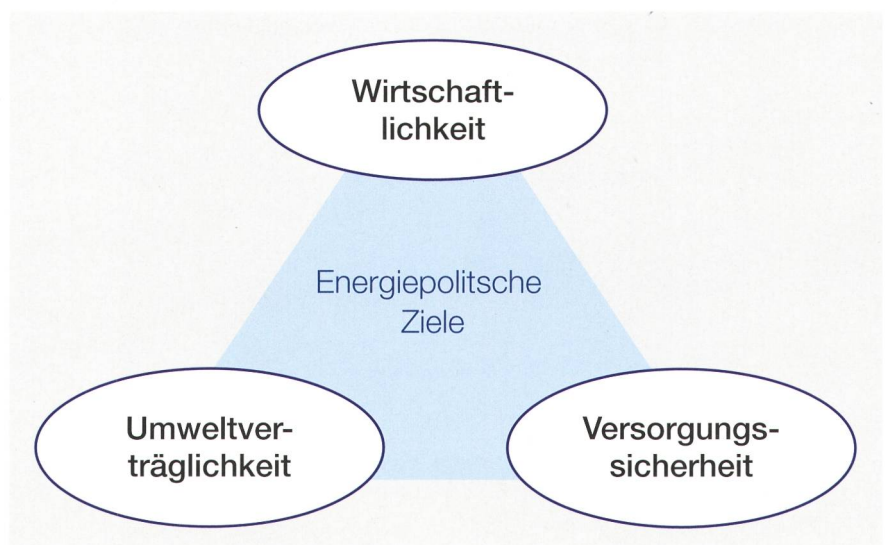 Wirtschaft-
lichkeit
Energiepolitsche
Ziele
Umweltver-
träglichkeit
Versorgungs-
sicherheit